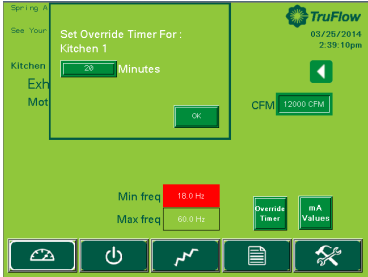 Spring A
TruFlow
See Your
03/25/2014
2:39:10pm
Set Override Timer For :
Kitchen 1
20 Minutes
OK
Kitchen
Exh
Mot
CFM 12000 CFM
Min freq 18.0 Hz
Max freq 60.0 Hz
Override
Timer
mA
Values